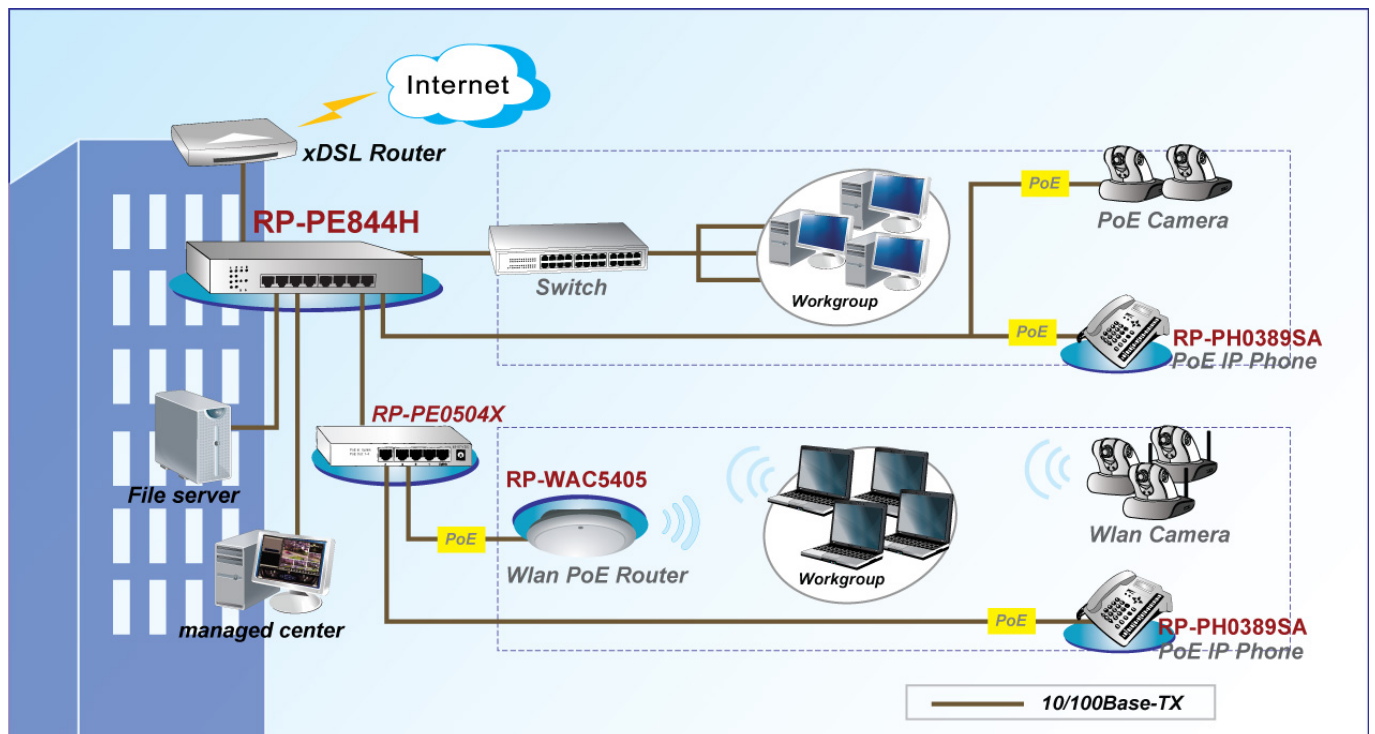 Internet
xDSL Router
RP-PE844H
Switch
Workgroup
PoE
PoE Camera
PoE
RP-PH0389SA
PoE IP Phone
File server
managed center
RP-PE0504X
RP-WAC5405
PoE
Wlan PoE Router
Workgroup
Wlan Camera
PoE
RP-PH0389SA
PoE IP Phone
10/100Base-TX